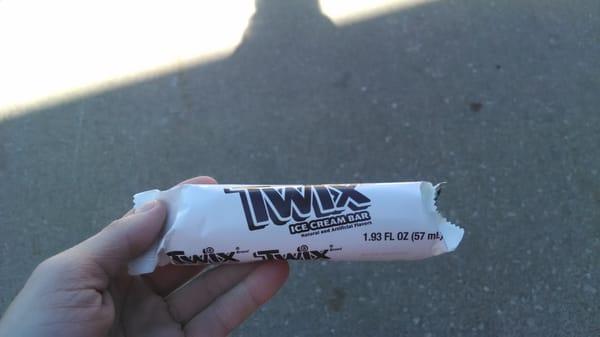 TWIX
ICE CREAM BAR
Natural and Artificial Flavors
1.93 FL OZ (57 mL
TWIX TWIX